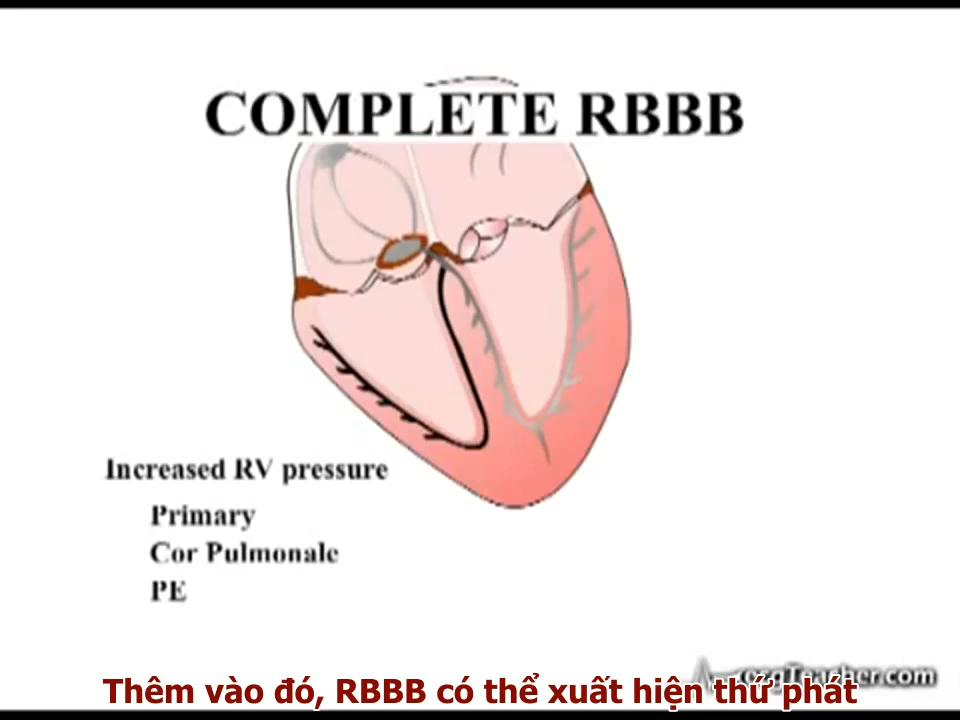 COMPLETE RBBB
Increased RV pressure
Primary
Cor Pulmonale
PE
Thêm vào đó, RBBB có thể xuất hiện thứ phát